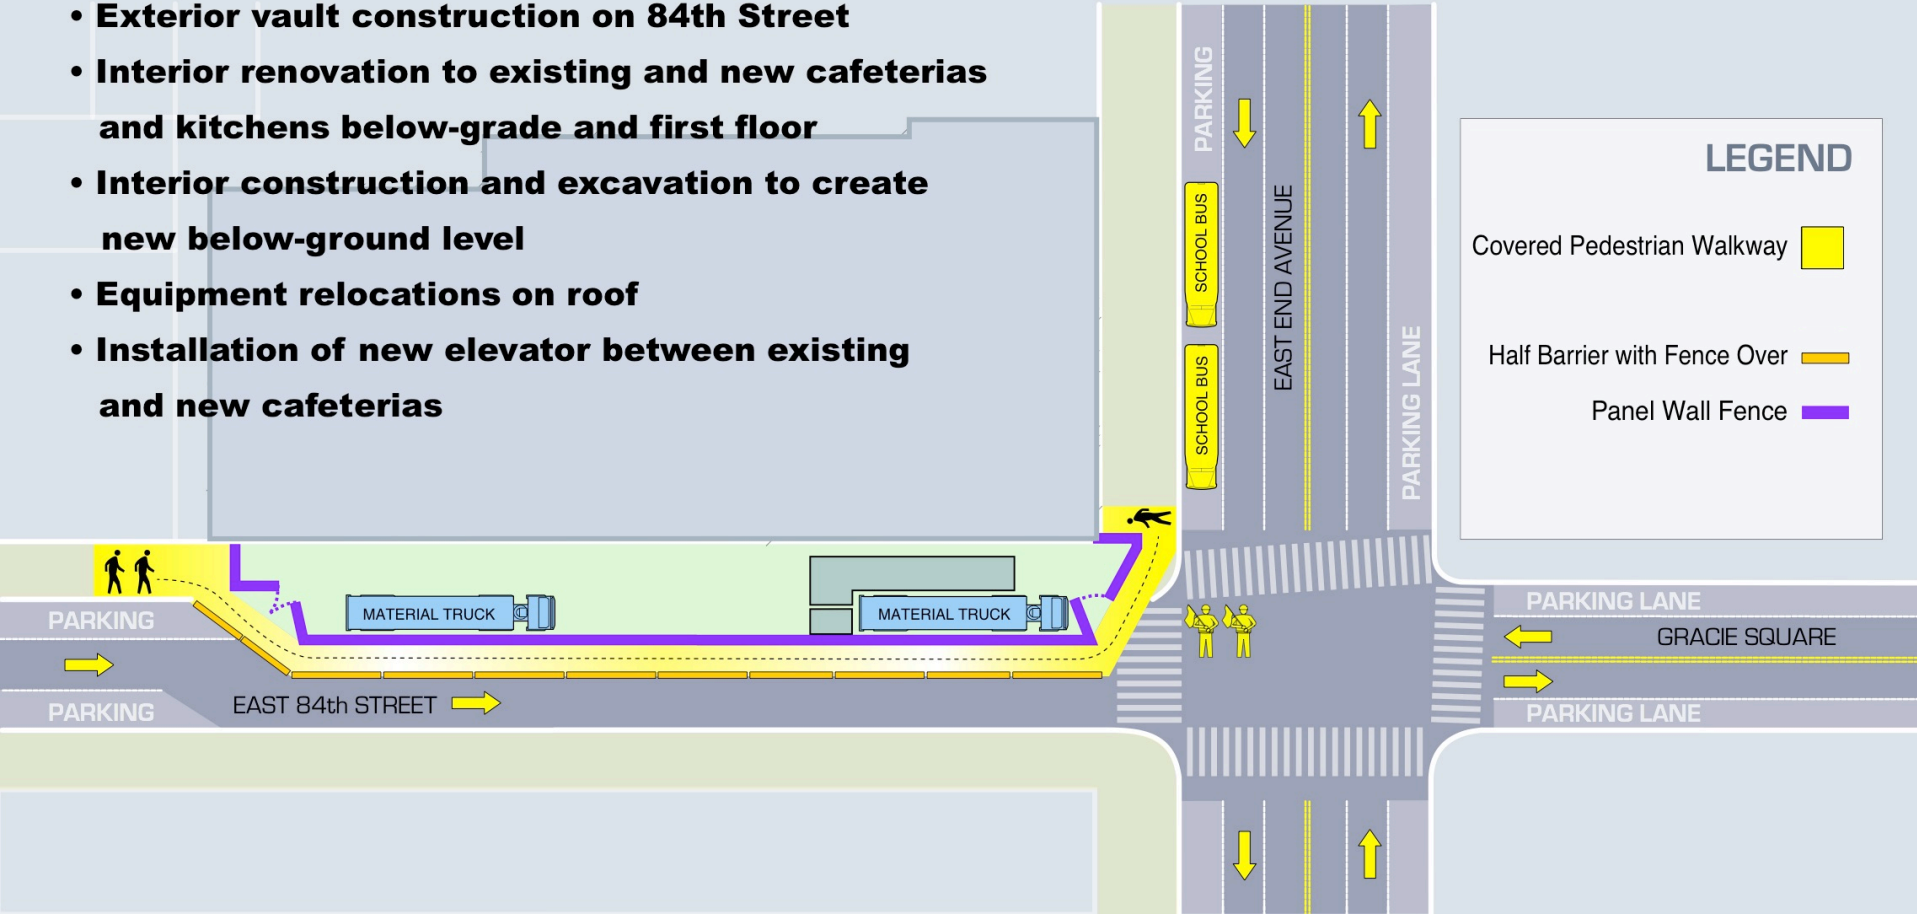 • Exterior vault construction on 84th Street
• Interior renovation to existing and new cafeterias
and kitchens below-grade and first floor
• Interior construction and excavation to create
new below-ground level
• Equipment relocations on roof
• Installation of new elevator between existing
and new cafeterias
PARKING
SCHOOL BUS
SCHOOL BUS
EAST END AVENUE
PARKING LANE
LEGEND
Covered Pedestrian Walkway
Half Barrier with Fence Over
Panel Wall Fence
PARKING
MATERIAL TRUCK
MATERIAL TRUCK
PARKING
EAST 84th STREET
PARKING LANE
GRACIE SQUARE
PARKING LANE